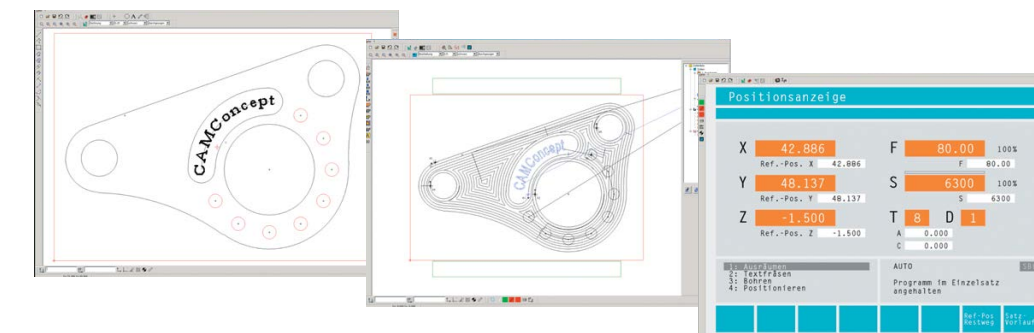 CAMConcept
CAMConcept
Positionsanzeige
X 42.886 F 80.00 100%
Ref.-Pos. X 42.886 F 80.00
Y 48.137 S 6300 100%
Ref.-Pos. Y 48.137 S 6300
Z -1.500 T 8 D 1
Ref.-Pos. Z -1.500 A 0.000
C 0.000
1: Ausräumen AUTO
2: Textfräsen
3: Bohren Programm im Einzelsatz
4: Positionieren angehalten
Ref-Pos Satz-
Restweg Vorlauf